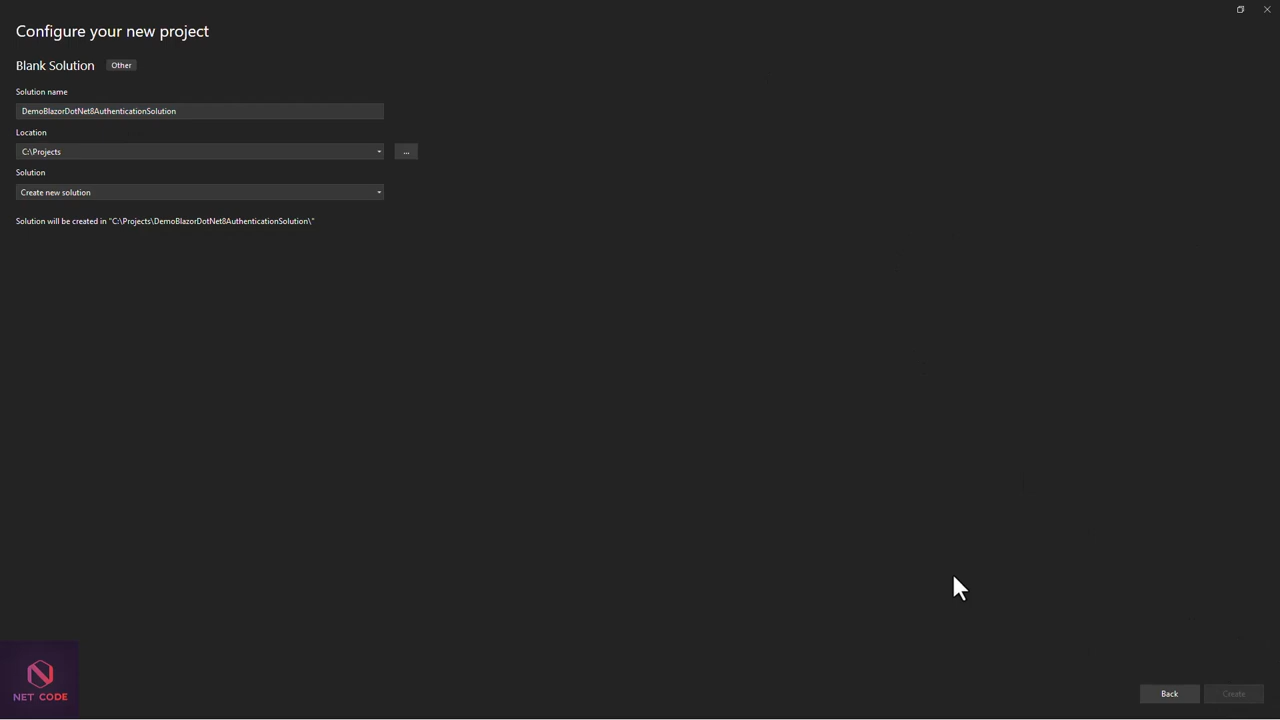 Configure your new project
Blank Solution Other
Solution name
DemoBlazorDotNet8AuthenticationSolution
Location
C:\Projects
...
Solution
Create new solution
Solution will be created in "C:\Projects\DemoBlazorDotNet8AuthenticationSolution\"
NET CODE
Back Create